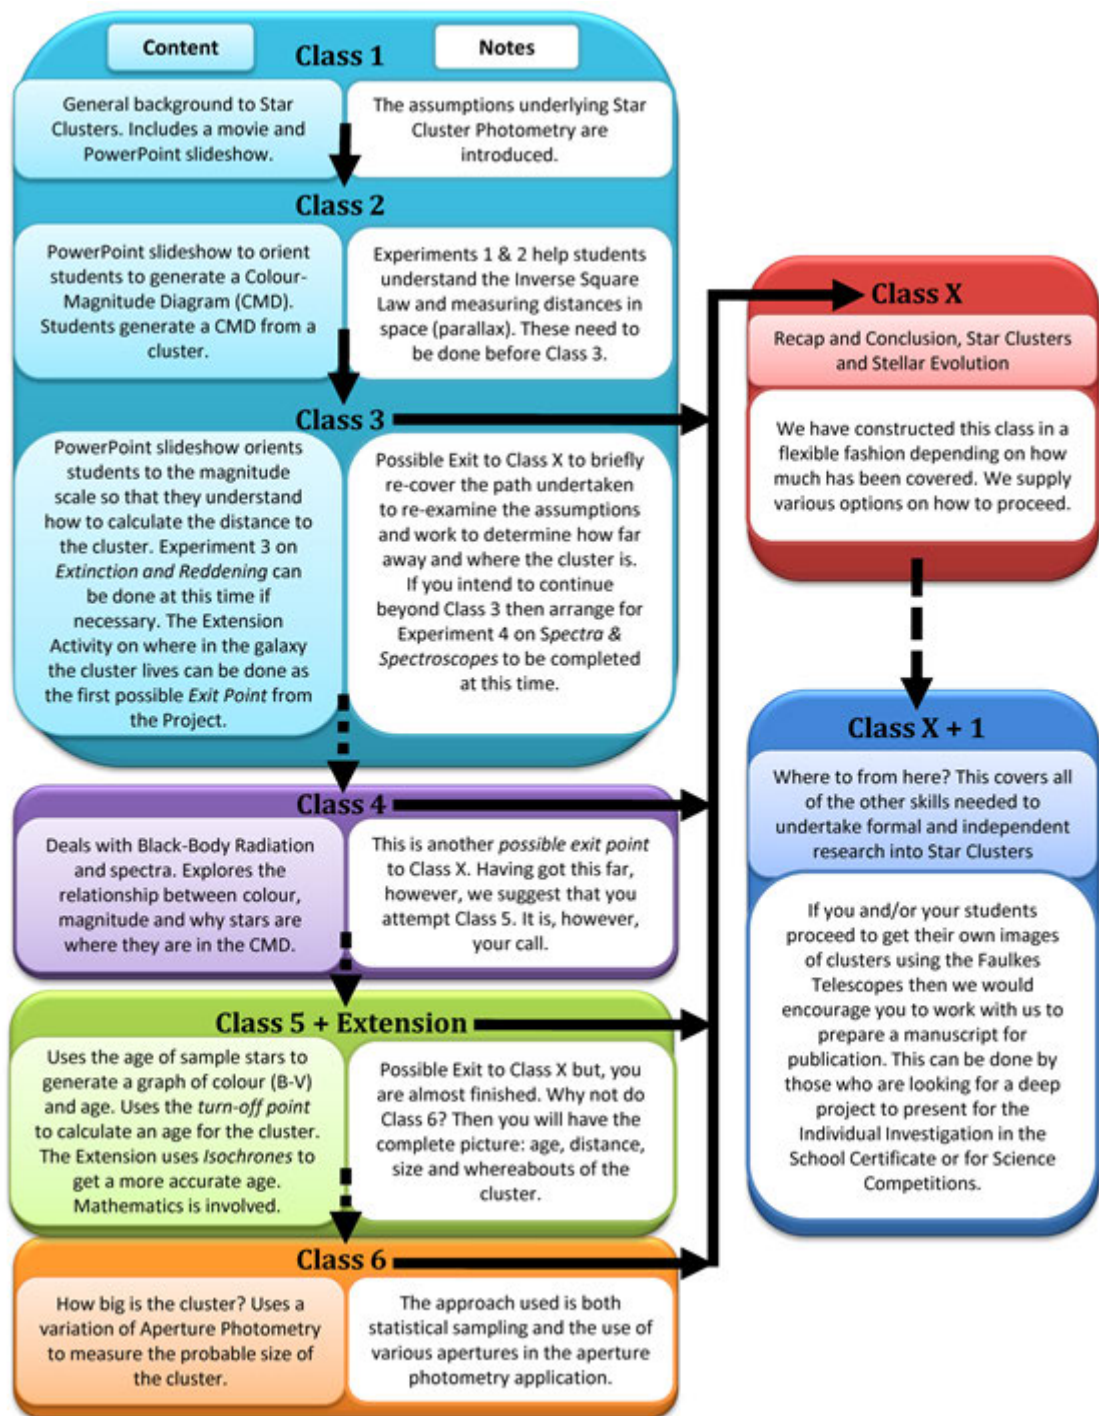 Content
Class 1
Notes
General background to Star
Clusters. Includes a movie and
PowerPoint slideshow.
The assumptions underlying Star
Cluster Photometry are
introduced.
Class 2
PowerPoint slideshow to orient
students to generate a Colour-
Magnitude Diagram (CMD).
Students generate a CMD from a
cluster.
Experiments 1 & 2 help students
understand the Inverse Square
Law and measuring distances in
space (parallax). These need to
be done before Class 3.
Class 3
PowerPoint slideshow orients
students to the magnitude
scale so that they understand
how to calculate the distance to
the cluster. Experiment 3 on
Extinction and Reddening can
be done at this time if
necessary. The Extension
Activity on where in the galaxy
the cluster lives can be done as
the first possible Exit Point from
the Project.
Possible Exit to Class X to briefly
re-cover the path undertaken
to re-examine the assumptions
and work to determine how far
away and where the cluster is.
If you intend to continue
beyond Class 3 then arrange for
Experiment 4 on Spectra &
Spectroscopes to be completed
at this time.
Class 4
Deals with Black-Body Radiation
and spectra. Explores the
relationship between colour,
magnitude and why stars are
where they are in the CMD.
This is another possible exit point
to Class X. Having got this far,
however, we suggest that you
attempt Class 5. It is, however,
your call.
Class 5 + Extension
Uses the age of sample stars to
generate a graph of colour (B-V)
and age. Uses the turn-off point
to calculate an age for the cluster.
The Extension uses Isochrones to
get a more accurate age.
Mathematics is involved.
Possible Exit to Class X but, you
are almost finished. Why not do
Class 6? Then you will have the
complete picture: age, distance,
size and whereabouts of the
cluster.
Class 6
How big is the cluster? Uses a
variation of Aperture Photometry
to measure the probable size of
the cluster.
The approach used is both
statistical sampling and the use of
various apertures in the aperture
photometry application.
Class X
Recap and Conclusion, Star Clusters
and Stellar Evolution
We have constructed this class in a
flexible fashion depending on how
much has been covered. We supply
various options on how to proceed.
Class X + 1
Where to from here? This covers all
of the other skills needed to
undertake formal and independent
research into Star Clusters
If you and/or your students
proceed to get their own images
of clusters using the Faulkes
Telescopes then we would
encourage you to work with us to
prepare a manuscript for
publication. This can be done by
those who are looking for a deep
project to present for the
Individual Investigation in the
School Certificate or for Science
Competitions.